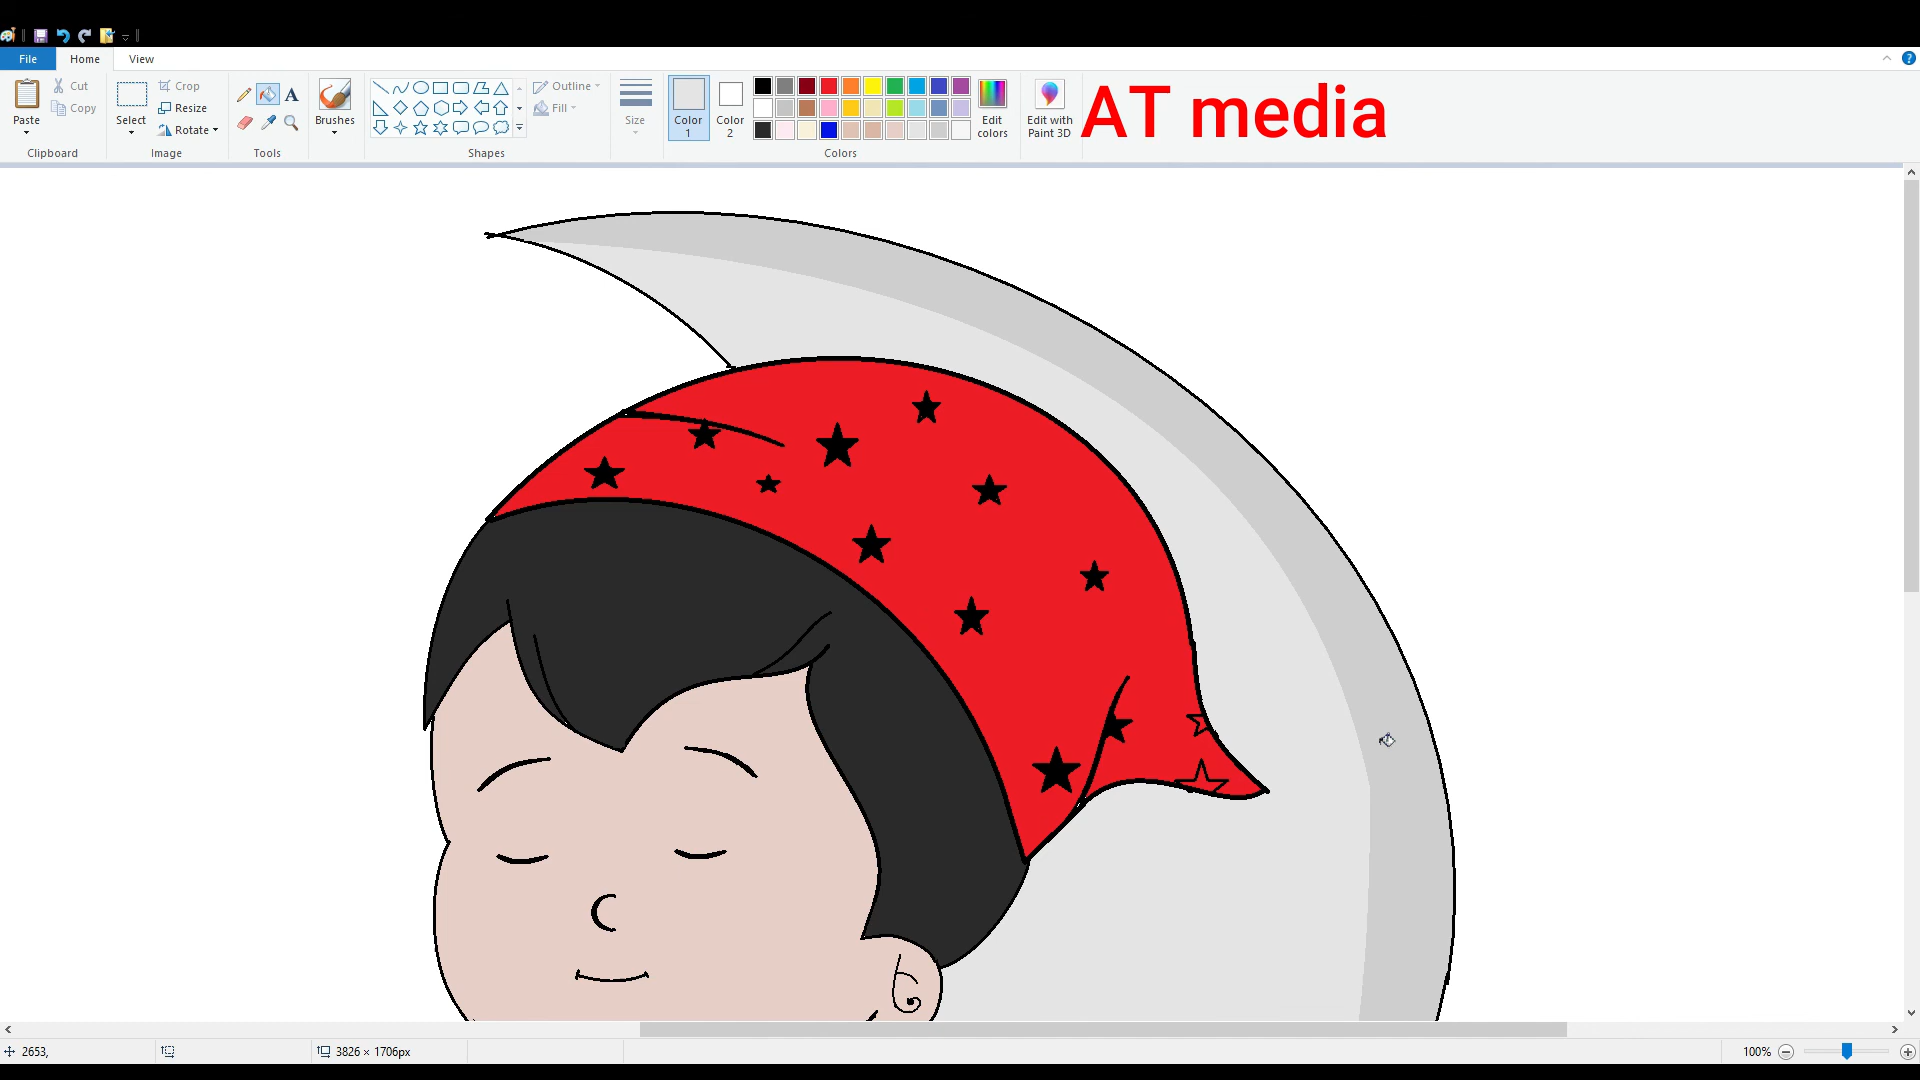 File Home View
Paste
Cut
Copy
Clipboard
Select
Crop
Resize
Rotate
Image
A
Tools
Brushes
Outline
Fill
Shapes
Size
Color 1
Color 2
Edit colors
Colors
Edit with Paint 3D
AT media
2653,
3826 × 1706px
100%